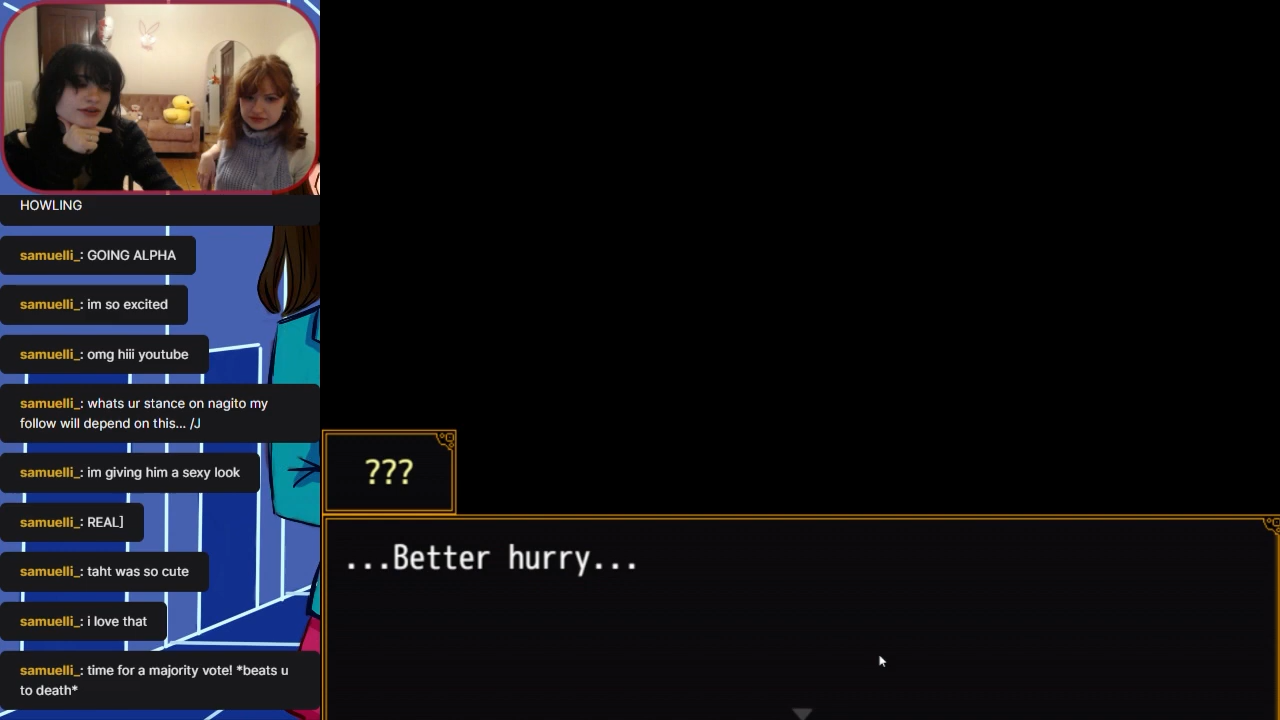 HOWLING
samuelli_: GOING ALPHA
samuelli_: im so excited
samuelli_: omg hiii youtube
samuelli_: whats ur stance on nagito my
follow will depend on this... /J
samuelli_: im giving him a sexy look
samuelli_: REAL]
samuelli_: taht was so cute
samuelli_: i love that
samuelli_: time for a majority vote! *beats u
to death*
???
...Better hurry...